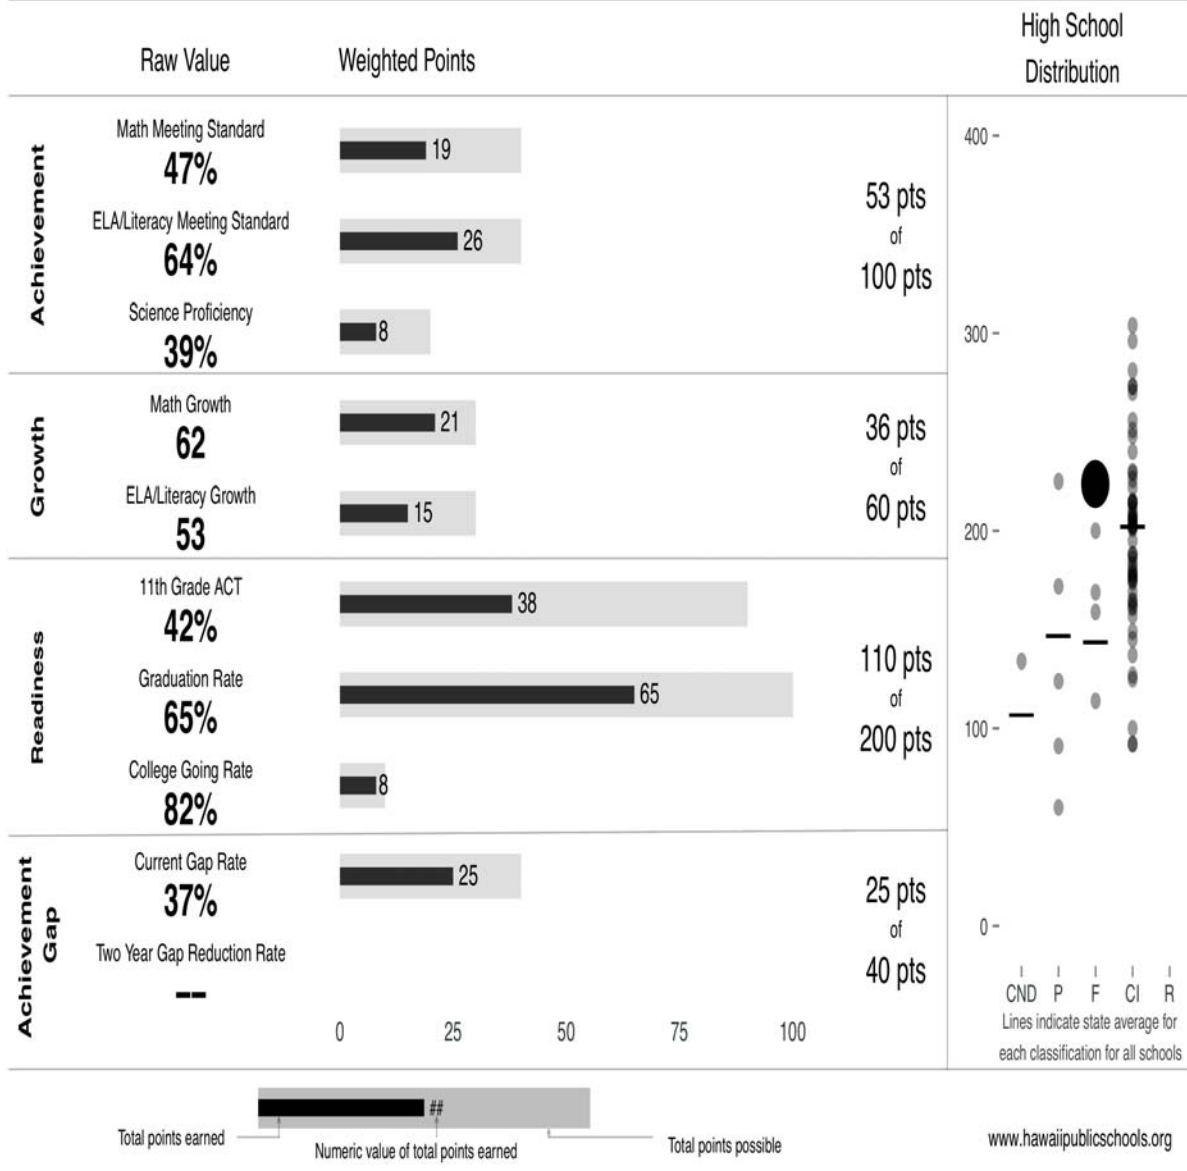 Raw Value
Weighted Points
High School
Distribution
Achievement
Math Meeting Standard
47%
19
ELA/Literacy Meeting Standard
64%
26
Science Proficiency
39%
8
53 pts
of
100 pts
Growth
Math Growth
62
21
ELA/Literacy Growth
53
15
36 pts
of
60 pts
Readiness
11th Grade ACT
42%
38
Graduation Rate
65%
65
College Going Rate
82%
8
110 pts
of
200 pts
Achievement
Gap
Current Gap Rate
37%
25
Two Year Gap Reduction Rate
--
25 pts
of
40 pts
0 25 50 75 100
400
300
200
100
0
CND P F CI R
Lines indicate state average for
each classification for all schools
##
Total points earned
Numeric value of total points earned
Total points possible
www.hawaiipublicschools.org